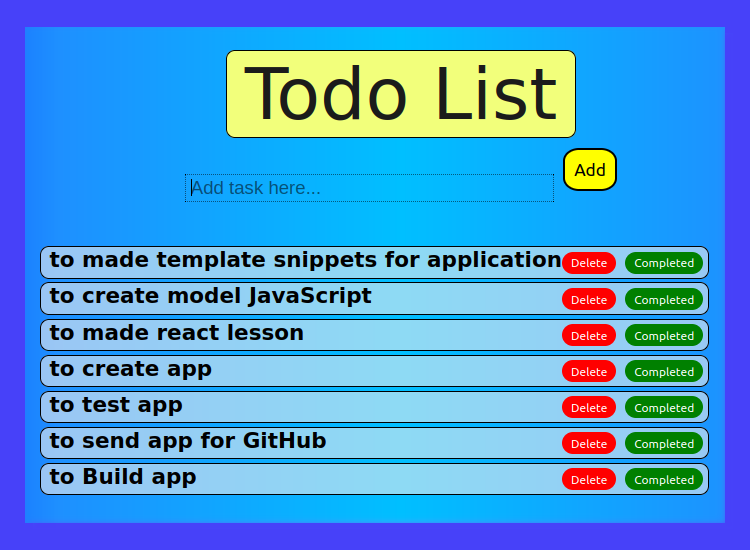 Todo List
Add task here...
Add
to made template snippets for application Delete Completed
to create model JavaScript Delete Completed
to made react lesson Delete Completed
to create app Delete Completed
to test app Delete Completed
to send app for GitHub Delete Completed
to Build app Delete Completed